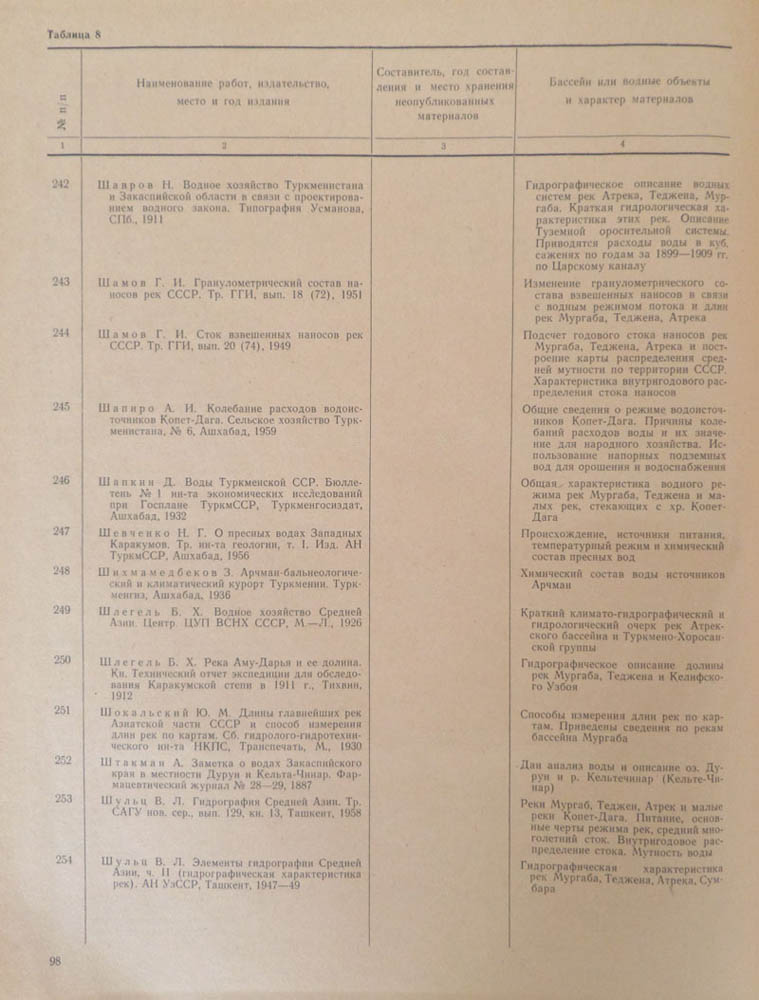 Таблица 8
№ п/п
Наименование работ, издательство,
место и год издания
Составитель, год состав-
ления и место хранения
неопубликованных
материалов
Бассейн или водные объекты
и характер материалов
1
2
3
4
242
Шавров Н. Водное хозяйство Туркменистана
и Закаспийской области в связи с проектирова-
нием водного закона. Типография Усманова,
СПб., 1911
Гидрографическое описание водных
систем рек Атрека, Теджена, Мур-
габа. Краткая гидрологическая ха-
рактеристика этих рек. Описание
Туземной оросительной системы.
Приводятся расходы воды в куб.
саженях по годам за 1899—1909 гг.
по Царскому каналу
243
Шамов Г. И. Гранулометрический состав на-
носов рек СССР. Тр. ГГИ, вып. 18 (72), 1951
Изменение гранулометрического со-
става взвешенных наносов в связи
с водным режимом потока и длин
рек Мургаба, Теджена, Атрека
244
Шамов Г. И. Сток взвешенных наносов рек
СССР. Тр. ГГИ, вып. 20 (74), 1949
Подсчет годового стока наносов рек
Мургаба, Теджена, Атрека и пост-
роение карты распределения сред-
ней мутности по территории СССР.
Характеристика внутригодового рас-
пределения стока наносов
245
Шапиро А. И. Колебание расходов водоис-
точников Копет-Дага. Сельское хозяйство Турк-
менистана, № 6, Ашхабад, 1959
Общие сведения о режиме водоисточ-
ников Копет-Дага. Причины коле-
баний расходов воды и их значе-
ние для народного хозяйства. Ис-
пользование напорных подземных
вод для орошения и водоснабжения
246
Шапкин Д. Воды Туркменской ССР. Бюлле-
тень № 1 ин-та экономических исследований
при Госплане ТуркмССР, Туркменгосиздат,
Ашхабад, 1932
Общая характеристика водного ре-
жима рек Мургаба, Теджена и ма-
лых рек, стекающих с хр. Копет-
Дага
247
Шевченко Н. Г. О пресных водах Западных
Каракумов. Тр. ин-та геологии, т. I. Изд. АН
ТуркмССР, Ашхабад, 1956
Происхождение, источники питания,
температурный режим и химический
состав пресных вод
248
Шихмамедбеков З. Арчман-бальнеологиче-
ский и климатический курорт Туркмении. Турк-
менгиз, Ашхабад, 1936
Химический состав воды источников
Арчман
249
Шлегель Б. Х. Водное хозяйство Средней
Азии. Центр. ЦУП ВСНХ СССР, М.—Л., 1926
Краткий климато-гидрографический и
гидрологический очерк рек Атрек-
ского бассейна и Туркмено-Хоросан-
ской группы
250
Шлегель Б. Х. Река Аму-Дарья и ее долина.
Кн. Технический отчет экспедиции для обследо-
вания Каракумской степи в 1911 г., Тихвин,
1912
Гидрографическое описание долины
рек Мургаба, Теджена и Келифско-
го Узбоя
251
Шокальский Ю. М. Длины главнейших рек
Азиатской части СССР и способ измерения
длин рек по картам. Сб. гидролого-гидротехни-
ческого ин-та НКПС, Транспечать, М., 1930
Способы измерения длин рек по кар-
там. Приведены сведения по рекам
бассейна Мургаба
252
Штакман А. Заметка о водах Закаспийского
края в местности Дурун и Кельта-Чинар. Фар-
мацевтический журнал № 28—29, 1887
Дан анализ воды и описание оз. Ду-
рун и р. Кельтечинар (Кельте-Чи-
нар)
253
Шульц В. Л. Гидрография Средней Азии. Тр.
САГУ нов. сер., вып. 129, кн. 13, Ташкент, 1958
Реки Мургаб, Теджен, Атрек и малые
реки Копет-Дага. Питание, основ-
ные черты режима рек, средний мно-
голетний сток. Внутригодовое рас-
пределение стока. Мутность воды
254
Шульц В. Л. Элементы гидрографии Средней
Азии, ч. II (гидрографическая характеристика
рек). АН УзССР, Ташкент, 1947—49
Гидрографическая характеристика
рек Мургаба, Теджена, Атрека, Сум-
бара
98